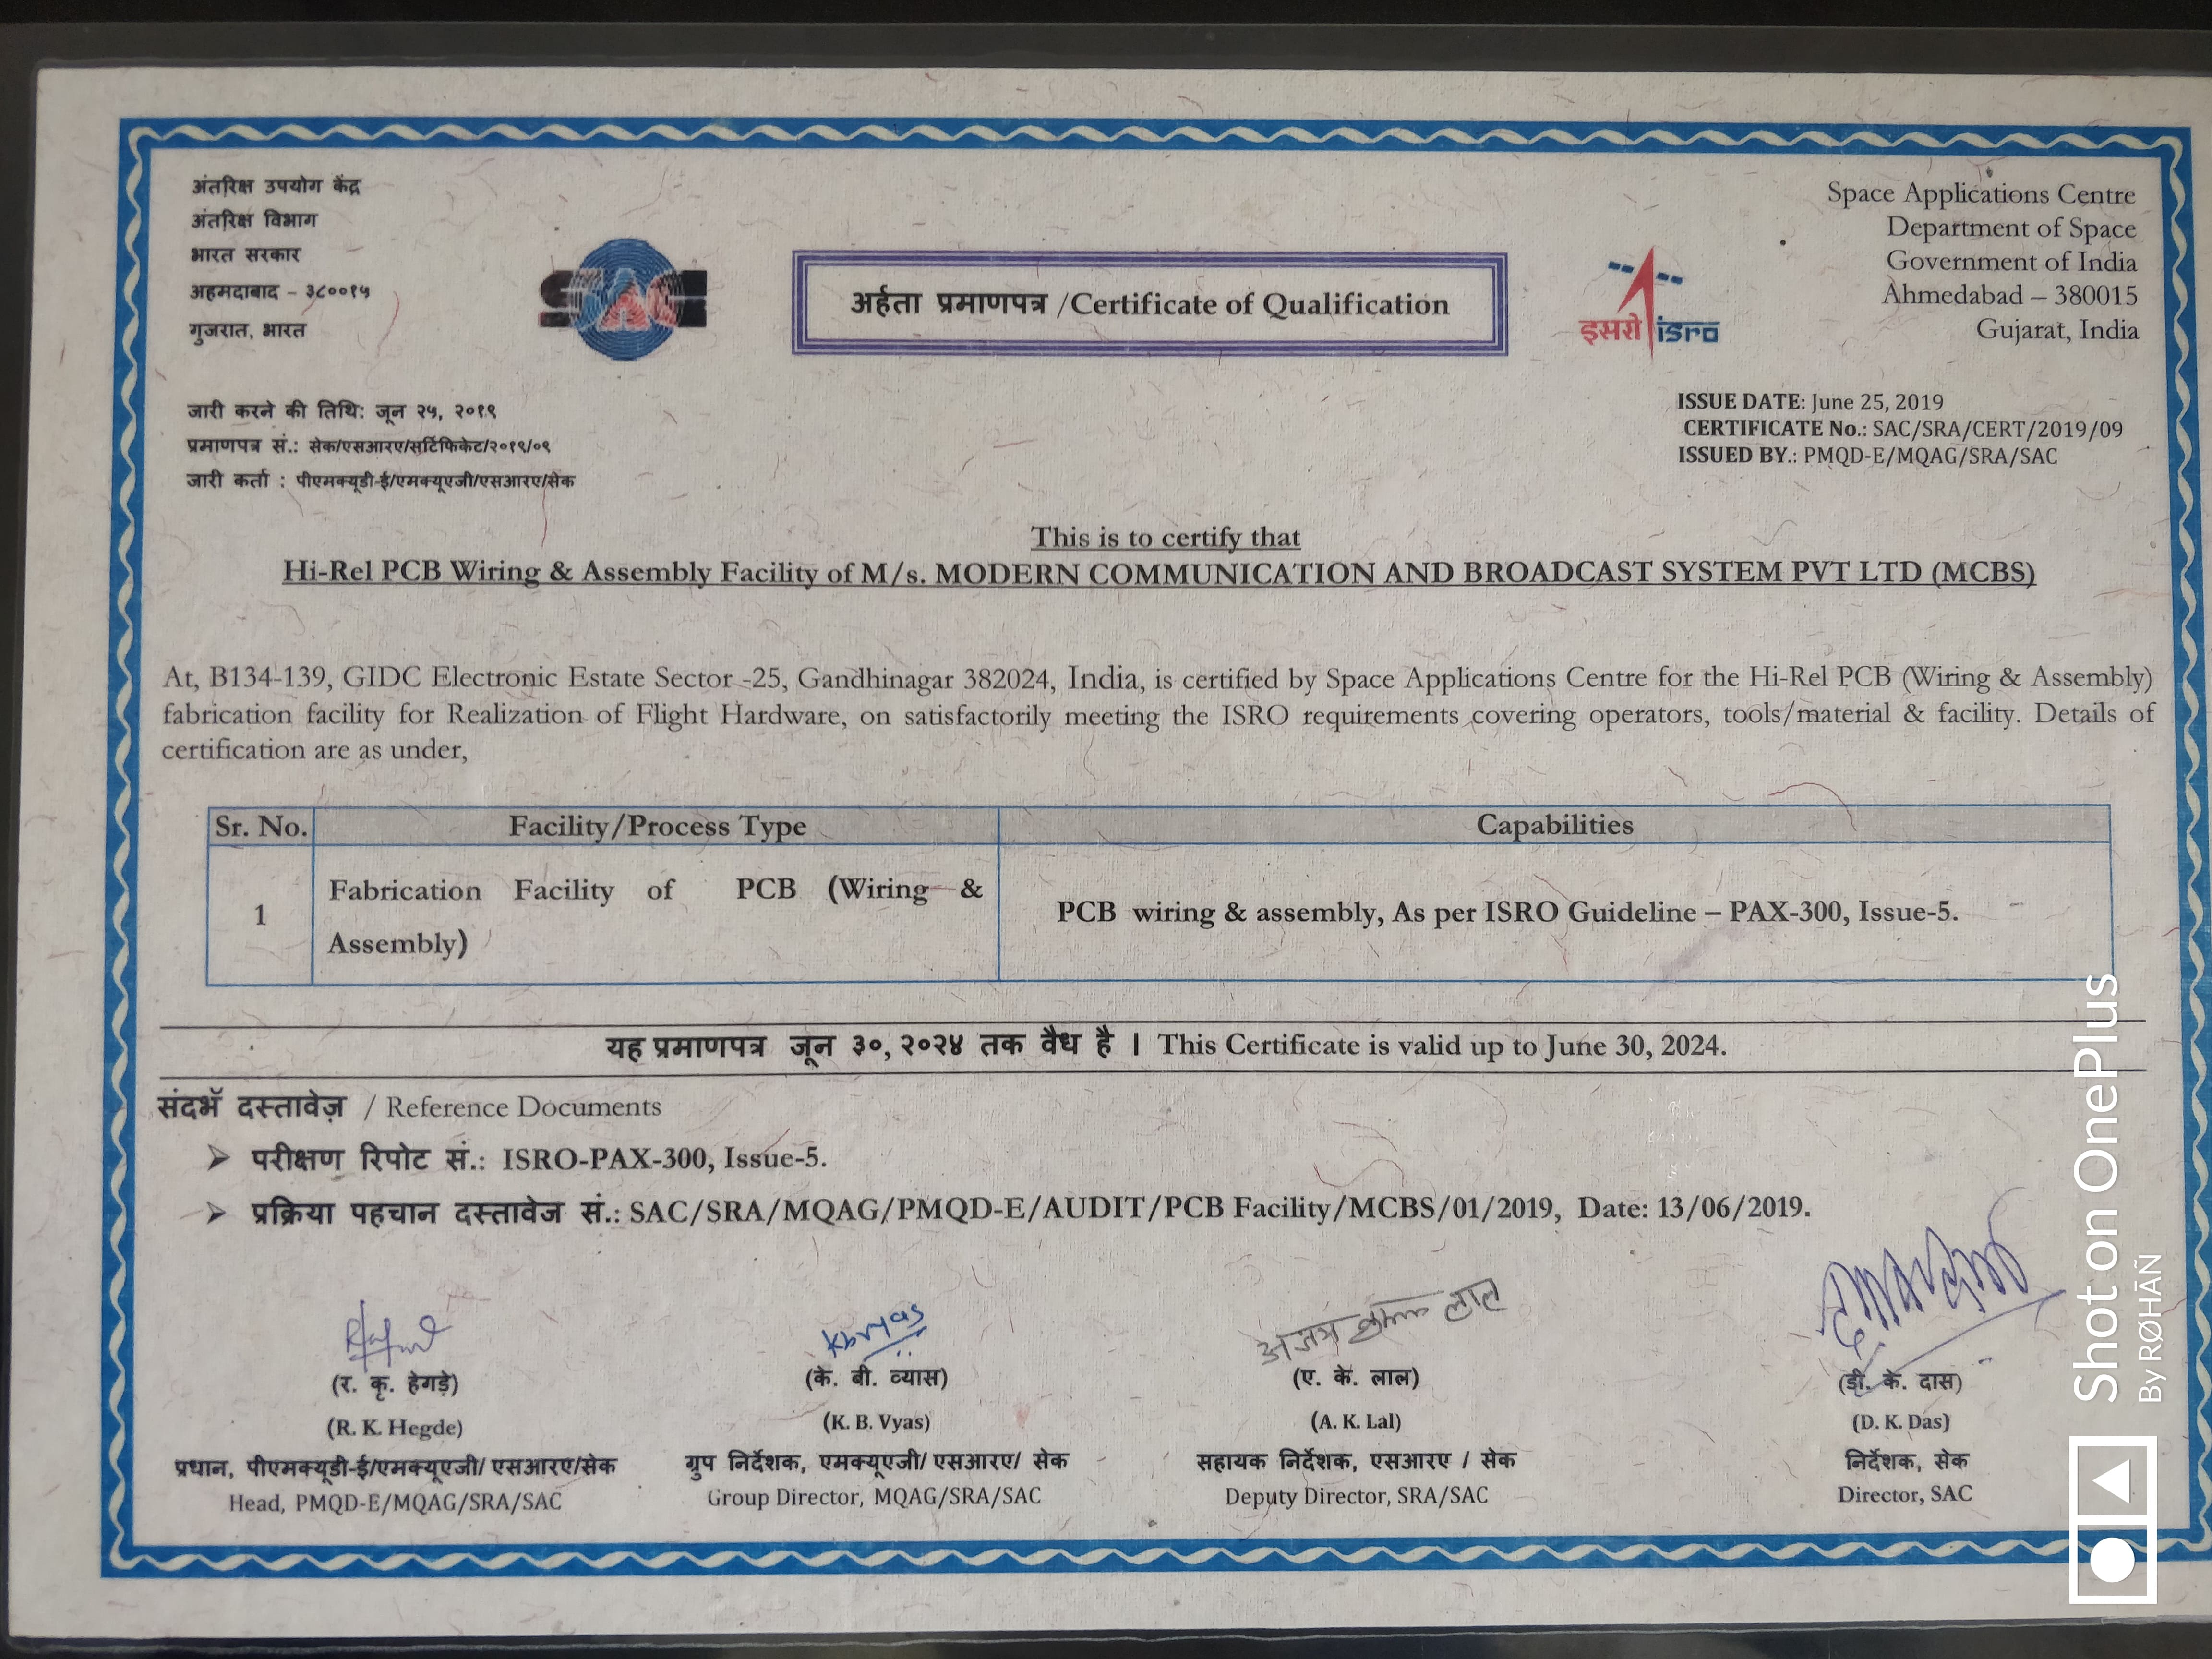 अंतरिक्ष उपयोग केंद्र
अंतरिक्ष विभाग
भारत सरकार
अहमदाबाद – ३८००१५
गुजरात, भारत
SAC
अर्हता प्रमाणपत्र /Certificate of Qualification
इसरो isro
Space Applications Centre
Department of Space
Government of India
Ahmedabad – 380015
Gujarat, India
जारी करने की तिथि: जून २५, २०१९
प्रमाणपत्र सं.: सेक/एसआरए/सर्टिफिकेट/२०१९/०९
जारी कर्ता : पीएमक्यूडी-ई/एमक्यूएजी/एसआरए/सेक
ISSUE DATE: June 25, 2019
CERTIFICATE No.: SAC/SRA/CERT/2019/09
ISSUED BY.: PMQD-E/MQAG/SRA/SAC
This is to certify that
Hi-Rel PCB Wiring & Assembly Facility of M/s. MODERN COMMUNICATION AND BROADCAST SYSTEM PVT LTD (MCBS)
At, B134-139, GIDC Electronic Estate Sector -25, Gandhinagar 382024, India, is certified by Space Applications Centre for the Hi-Rel PCB (Wiring & Assembly)
fabrication facility for Realization of Flight Hardware, on satisfactorily meeting the ISRO requirements covering operators, tools/material & facility. Details of
certification are as under,
Sr. No. Facility/Process Type Capabilities
1 Fabrication Facility of PCB (Wiring & Assembly) PCB wiring & assembly, As per ISRO Guideline – PAX-300, Issue-5.
यह प्रमाणपत्र जून ३०, २०२४ तक वैध है । This Certificate is valid up to June 30, 2024.
संदर्भ दस्तावेज़ / Reference Documents
➤ परीक्षण रिपोट सं.: ISRO-PAX-300, Issue-5.
➤ प्रक्रिया पहचान दस्तावेज सं.: SAC/SRA/MQAG/PMQD-E/AUDIT/PCB Facility/MCBS/01/2019, Date: 13/06/2019.
kbvyas
अजय कुमार लाल
(र. कृ. हेगड़े)
(R. K. Hegde)
प्रधान, पीएमक्यूडी-ई/एमक्यूएजी/ एसआरए/सेक
Head, PMQD-E/MQAG/SRA/SAC
(के. बी. व्यास)
(K. B. Vyas)
ग्रुप निर्देशक, एमक्यूएजी/ एसआरए/ सेक
Group Director, MQAG/SRA/SAC
(ए. के. लाल)
(A. K. Lal)
सहायक निर्देशक, एसआरए / सेक
Deputy Director, SRA/SAC
(डी. के. दास)
(D. K. Das)
निर्देशक, सेक
Director, SAC
Shot on OnePlus
By RØHÃÑ